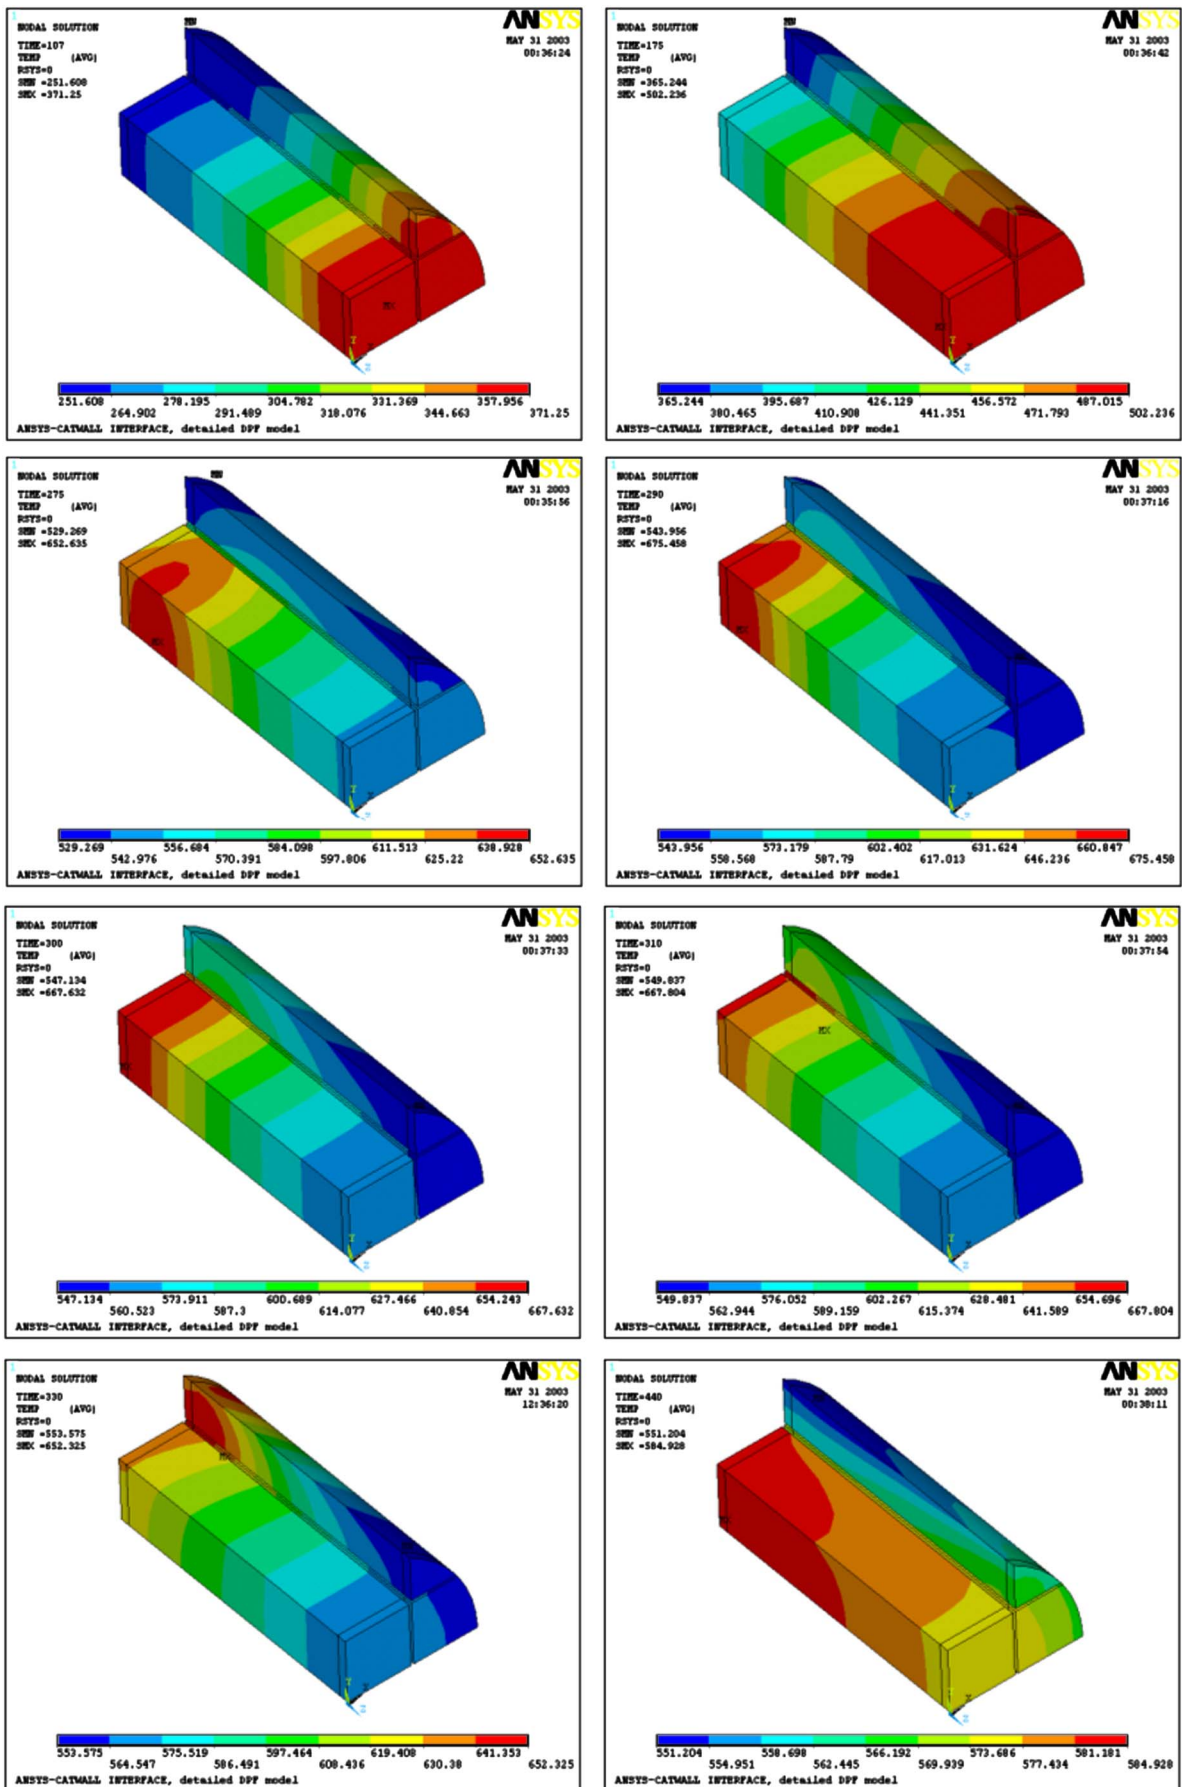 1
NODAL SOLUTION
TIME=107
TEMP (AVG)
RSYS=0
SMN =251.608
SMX =371.25
MN
ANSYS
MAY 31 2003
00:36:24
MX
Y
X
Z
251.608 278.195 304.782 331.369 357.956
264.902 291.489 318.076 344.663 371.25
ANSYS-CATWALL INTERFACE, detailed DPF model
1
NODAL SOLUTION
TIME=175
TEMP (AVG)
RSYS=0
SMN =365.244
SMX =502.236
MN
ANSYS
MAY 31 2003
00:36:42
MX
Y
X
Z
365.244 395.687 426.129 456.572 487.015
380.465 410.908 441.351 471.793 502.236
ANSYS-CATWALL INTERFACE, detailed DPF model
1
NODAL SOLUTION
TIME=275
TEMP (AVG)
RSYS=0
SMN =529.269
SMX =652.635
MN
ANSYS
MAY 31 2003
00:35:56
MX
Y
X
Z
529.269 556.684 584.098 611.513 638.928
542.976 570.391 597.806 625.22 652.635
ANSYS-CATWALL INTERFACE, detailed DPF model
1
NODAL SOLUTION
TIME=290
TEMP (AVG)
RSYS=0
SMN =543.956
SMX =675.458
ANSYS
MAY 31 2003
00:37:16
MX
Y
X
Z
543.956 573.179 602.402 631.624 660.847
558.568 587.79 617.013 646.236 675.458
ANSYS-CATWALL INTERFACE, detailed DPF model
1
NODAL SOLUTION
TIME=300
TEMP (AVG)
RSYS=0
SMN =547.134
SMX =667.632
ANSYS
MAY 31 2003
00:37:33
MX
Y
X
Z
547.134 573.911 600.689 627.466 654.243
560.523 587.3 614.077 640.854 667.632
ANSYS-CATWALL INTERFACE, detailed DPF model
1
NODAL SOLUTION
TIME=310
TEMP (AVG)
RSYS=0
SMN =549.837
SMX =667.804
ANSYS
MAY 31 2003
00:37:54
MX
Y
X
Z
549.837 576.052 602.267 628.481 654.696
562.944 589.159 615.374 641.589 667.804
ANSYS-CATWALL INTERFACE, detailed DPF model
1
NODAL SOLUTION
TIME=330
TEMP (AVG)
RSYS=0
SMN =553.575
SMX =652.325
ANSYS
MAY 31 2003
12:36:20
MX
Y
X
Z
553.575 575.519 597.464 619.408 641.353
564.547 586.491 608.436 630.38 652.325
ANSYS-CATWALL INTERFACE, detailed DPF model
1
NODAL SOLUTION
TIME=440
TEMP (AVG)
RSYS=0
SMN =551.204
SMX =584.928
ANSYS
MAY 31 2003
00:38:11
MX
Y
X
Z
551.204 558.698 566.192 573.686 581.181
554.951 562.445 569.939 577.434 584.928
ANSYS-CATWALL INTERFACE, detailed DPF model